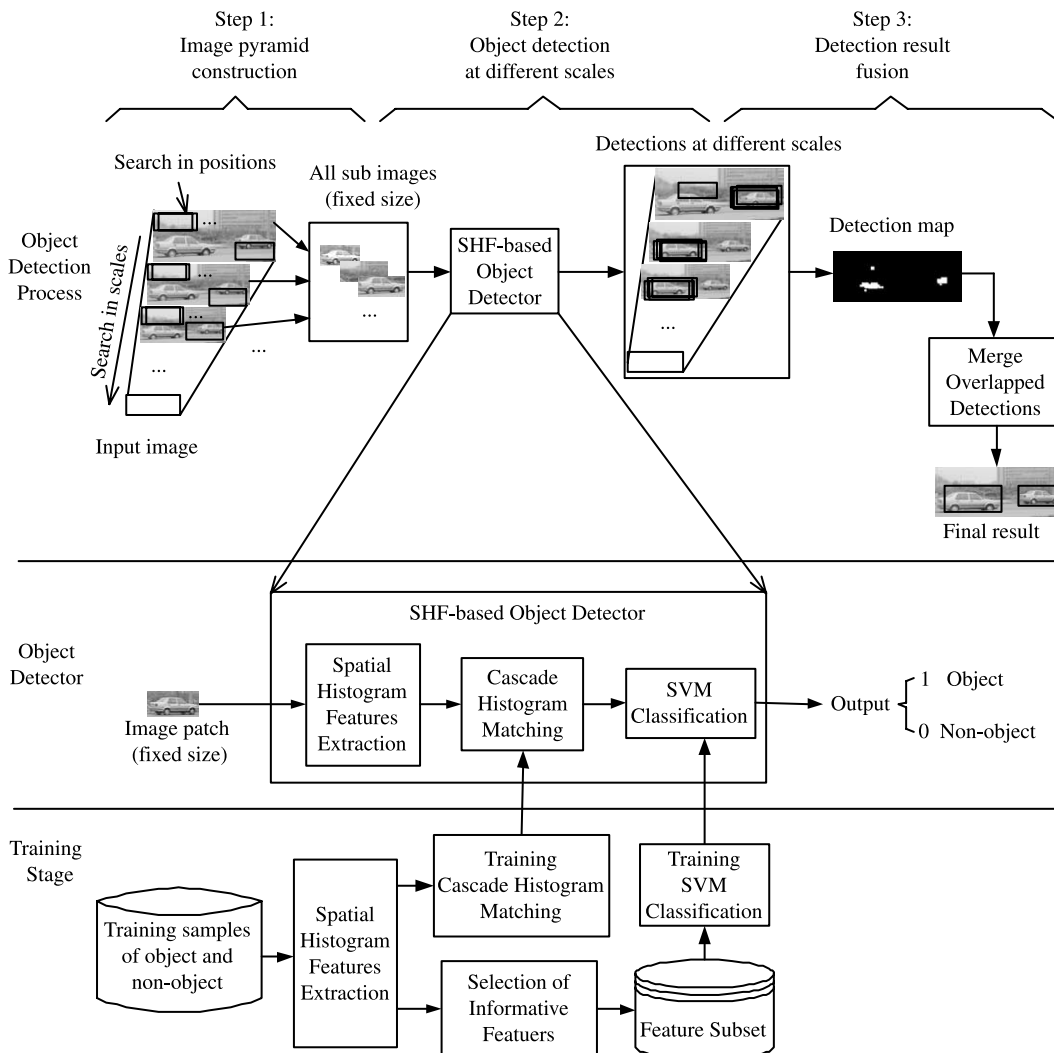 Step 1:
Image pyramid
construction
Step 2:
Object detection
at different scales
Step 3:
Detection result
fusion
Search in positions
All sub images
(fixed size)
Detections at different scales
Object
Detection
Process
Search in scales
...
...
...
...
...
...
Input image
SHF-based
Object
Detector
...
Detection map
Merge
Overlapped
Detections
Final result
SHF-based Object Detector
Object
Detector
Image patch
(fixed size)
Spatial
Histogram
Features
Extraction
Cascade
Histogram
Matching
SVM
Classification
Output
1 Object
0 Non-object
Training
Stage
Training samples
of object and
non-object
Spatial
Histogram
Features
Extraction
Training
Cascade Histogram
Matching
Selection of
Informative
Featuers
Training
SVM
Classification
Feature Subset